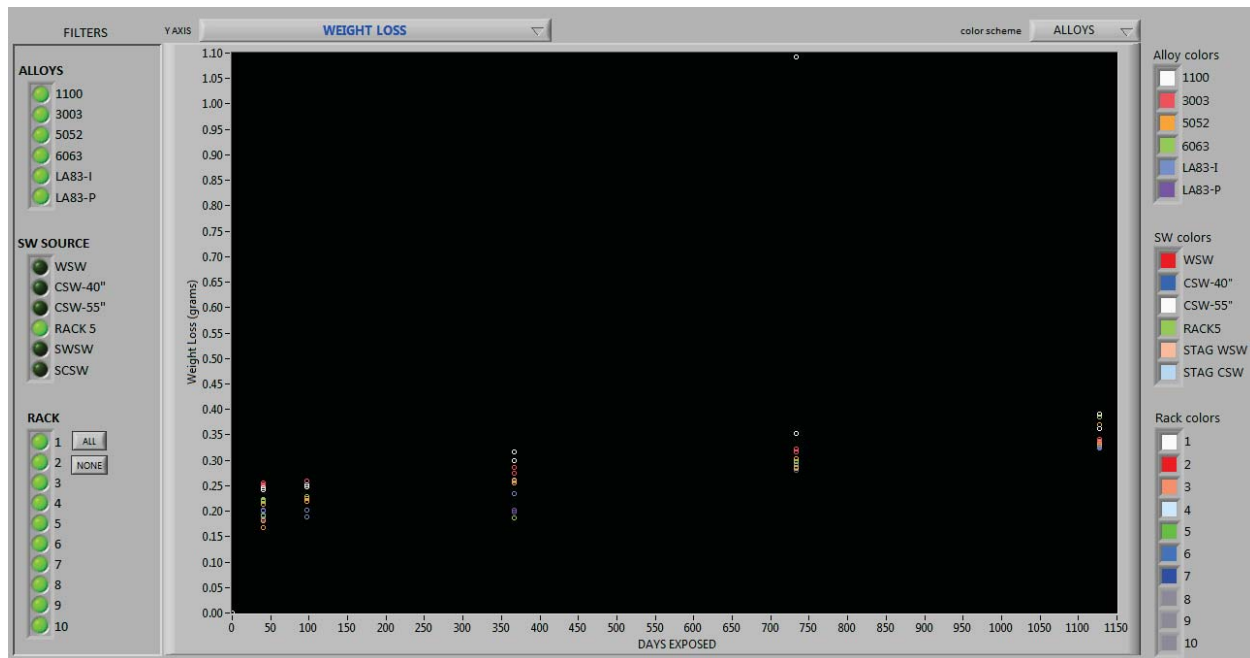 FILTERS
Y AXIS
WEIGHT LOSS
color scheme
ALLOYS
ALLOYS
1100
3003
5052
6063
LA83-I
LA83-P
SW SOURCE
WSW
CSW-40"
CSW-55"
RACK 5
SWSW
SCSW
RACK
1
ALL
2
NONE
3
4
5
6
7
8
9
10
Weight Loss (grams)
1.10
1.05
1.00
0.95
0.90
0.85
0.80
0.75
0.70
0.65
0.60
0.55
0.50
0.45
0.40
0.35
0.30
0.25
0.20
0.15
0.10
0.05
0.00
0 50 100 150 200 250 300 350 400 450 500 550 600 650 700 750 800 850 900 950 1000 1050 1100 1150
DAYS EXPOSED
Alloy colors
1100
3003
5052
6063
LA83-I
LA83-P
SW colors
WSW
CSW-40"
CSW-55"
RACK5
STAG WSW
STAG CSW
Rack colors
1
2
3
4
5
6
7
8
9
10